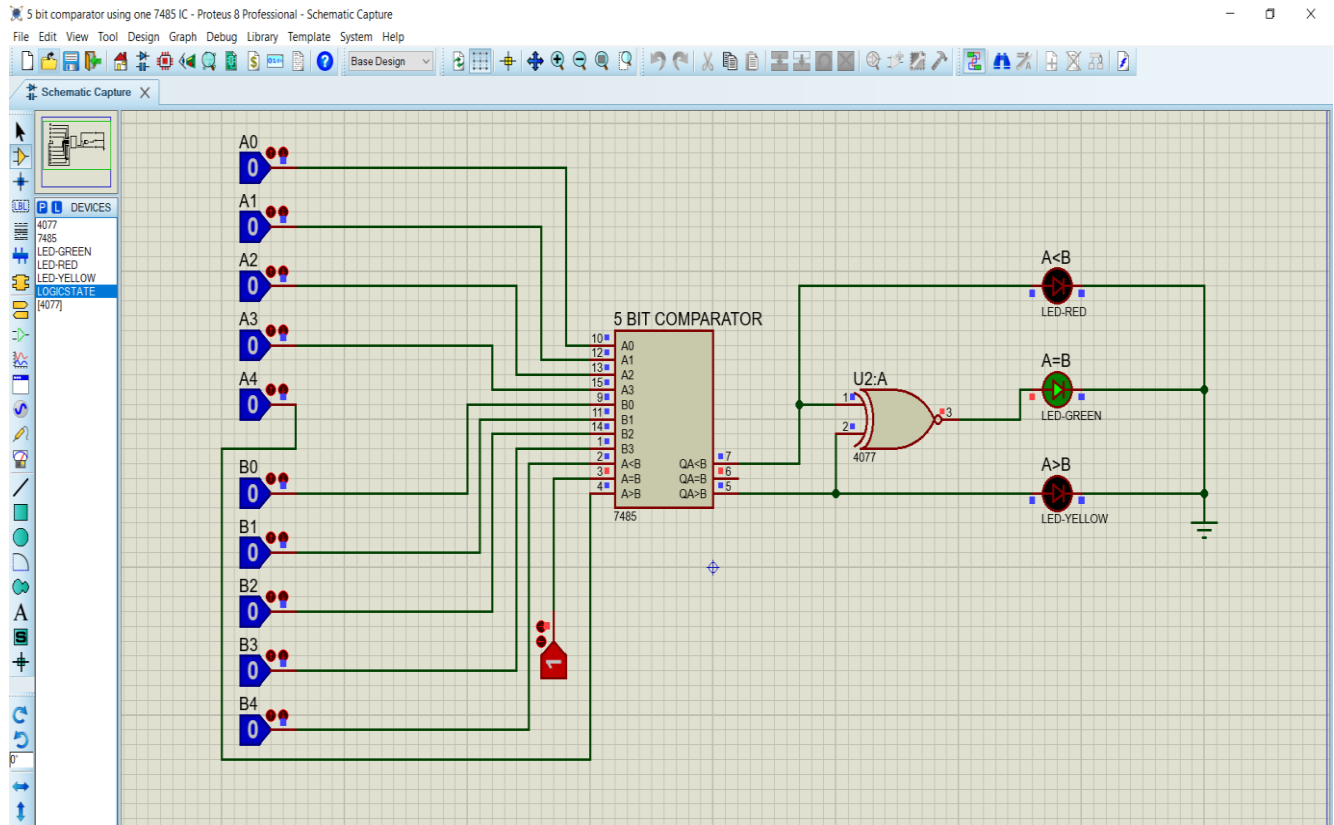 5 bit comparator using one 7485 IC - Proteus 8 Professional - Schematic Capture
File Edit View Tool Design Graph Debug Library Template System Help
Base Design
Schematic Capture
P L DEVICES
4077
7485
LED-GREEN
LED-RED
LED-YELLOW
LOGICSTATE
[4077]
LBL
A
S
0°
A0
0
A1
0
A2
0
A3
0
A4
0
B0
0
B1
0
B2
0
B3
0
B4
0
1
5 BIT COMPARATOR
10 A0
12 A1
13 A2
15 A3
9 B0
11 B1
14 B2
1 B3
2 A<B QA<B 7
3 A=B QA=B 6
4 A>B QA>B 5
7485
U2:A
1
2
3
4077
A<B
LED-RED
A=B
LED-GREEN
A>B
LED-YELLOW